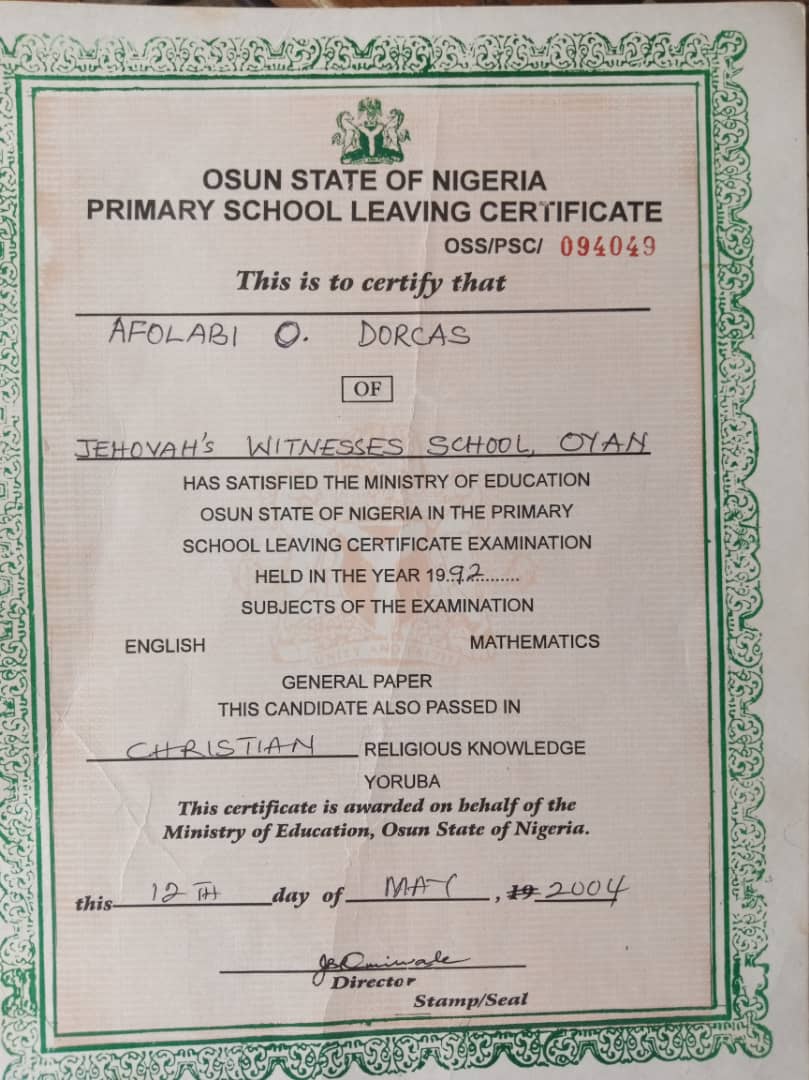 OSUN STATE OF NIGERIA
PRIMARY SCHOOL LEAVING CERTIFICATE
OSS/PSC/ 094049
This is to certify that
AFOLABI O. DORCAS
OF
JEHOVAH's WITNESSES SCHOOL, OYAN
HAS SATISFIED THE MINISTRY OF EDUCATION
OSUN STATE OF NIGERIA IN THE PRIMARY
SCHOOL LEAVING CERTIFICATE EXAMINATION
HELD IN THE YEAR 19..92..........
SUBJECTS OF THE EXAMINATION
ENGLISH MATHEMATICS
GENERAL PAPER
THIS CANDIDATE ALSO PASSED IN
CHRISTIAN RELIGIOUS KNOWLEDGE
YORUBA
This certificate is awarded on behalf of the
Ministry of Education, Osun State of Nigeria.
this 12TH day of MAY, 19 2004
Director
Stamp/Seal